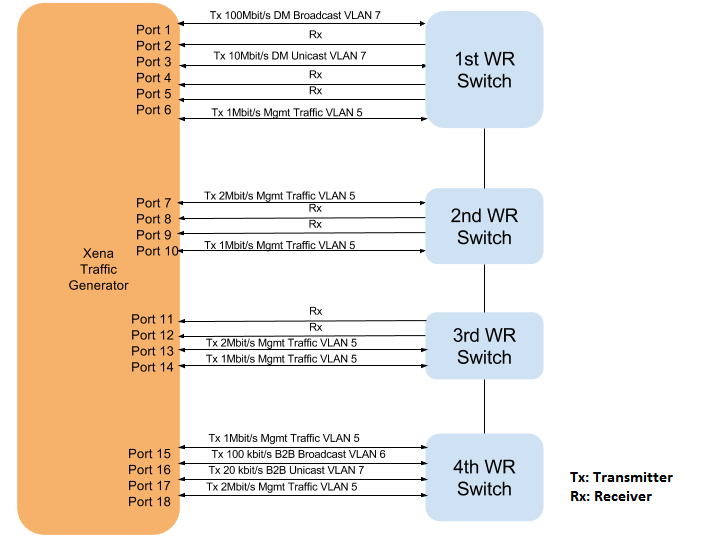 Xena
Traffic
Generator
Port 1
Port 2
Port 3
Port 4
Port 5
Port 6
Tx 100Mbit/s DM Broadcast VLAN 7
Rx
Tx 10Mbit/s DM Unicast VLAN 7
Rx
Rx
Tx 1Mbit/s Mgmt Traffic VLAN 5
1st WR
Switch
Port 7
Port 8
Port 9
Port 10
Tx 2Mbit/s Mgmt Traffic VLAN 5
Rx
Rx
Tx 1Mbit/s Mgmt Traffic VLAN 5
2nd WR
Switch
Port 11
Port 12
Port 13
Port 14
Rx
Rx
Tx 2Mbit/s Mgmt Traffic VLAN 5
Tx 1Mbit/s Mgmt Traffic VLAN 5
3rd WR
Switch
Port 15
Port 16
Port 17
Port 18
Tx 1Mbit/s Mgmt Traffic VLAN 5
Tx 100 kbit/s B2B Broadcast VLAN 6
Tx 20 kbit/s B2B Unicast VLAN 7
Tx 2Mbit/s Mgmt Traffic VLAN 5
4th WR
Switch
Tx: Transmitter
Rx: Receiver